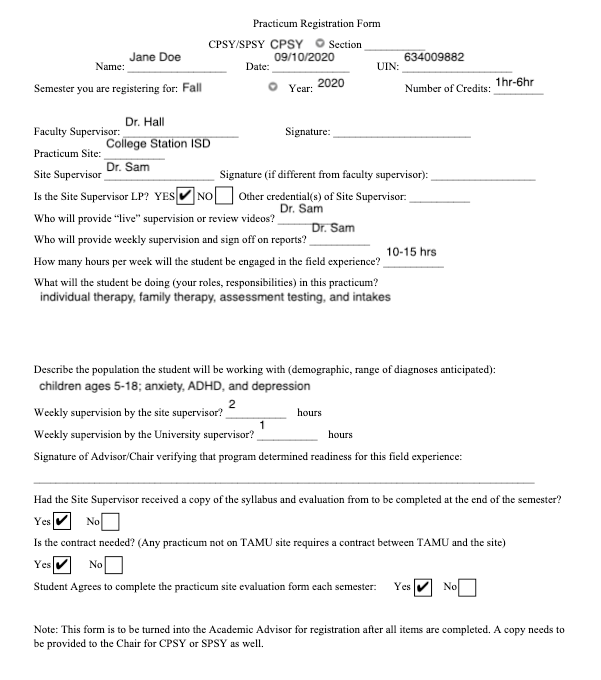 Practicum Registration Form
CPSY/SPSY CPSY Section ___________
Name: Jane Doe Date: 09/10/2020 UIN: 634009882
Semester you are registering for: Fall Year: 2020 Number of Credits: 1hr-6hr
Faculty Supervisor: Dr. Hall Signature: ___________
Practicum Site: College Station ISD
Site Supervisor Dr. Sam Signature (if different from faculty supervisor): ___________
Is the Site Supervisor LP? YES ✔ NO Other credential(s) of Site Supervisor: ___________
Who will provide “live” supervision or review videos? Dr. Sam
Who will provide weekly supervision and sign off on reports? Dr. Sam
How many hours per week will the student be engaged in the field experience? 10-15 hrs
What will the student be doing (your roles, responsibilities) in this practicum?
individual therapy, family therapy, assessment testing, and intakes
Describe the population the student will be working with (demographic, range of diagnoses anticipated):
children ages 5-18; anxiety, ADHD, and depression
Weekly supervision by the site supervisor? 2 hours
Weekly supervision by the University supervisor? 1 hours
Signature of Advisor/Chair verifying that program determined readiness for this field experience:
Had the Site Supervisor received a copy of the syllabus and evaluation from to be completed at the end of the semester?
Yes ✔ No
Is the contract needed? (Any practicum not on TAMU site requires a contract between TAMU and the site)
Yes ✔ No
Student Agrees to complete the practicum site evaluation form each semester: Yes ✔ No
Note: This form is to be turned into the Academic Advisor for registration after all items are completed. A copy needs to
be provided to the Chair for CPSY or SPSY as well.